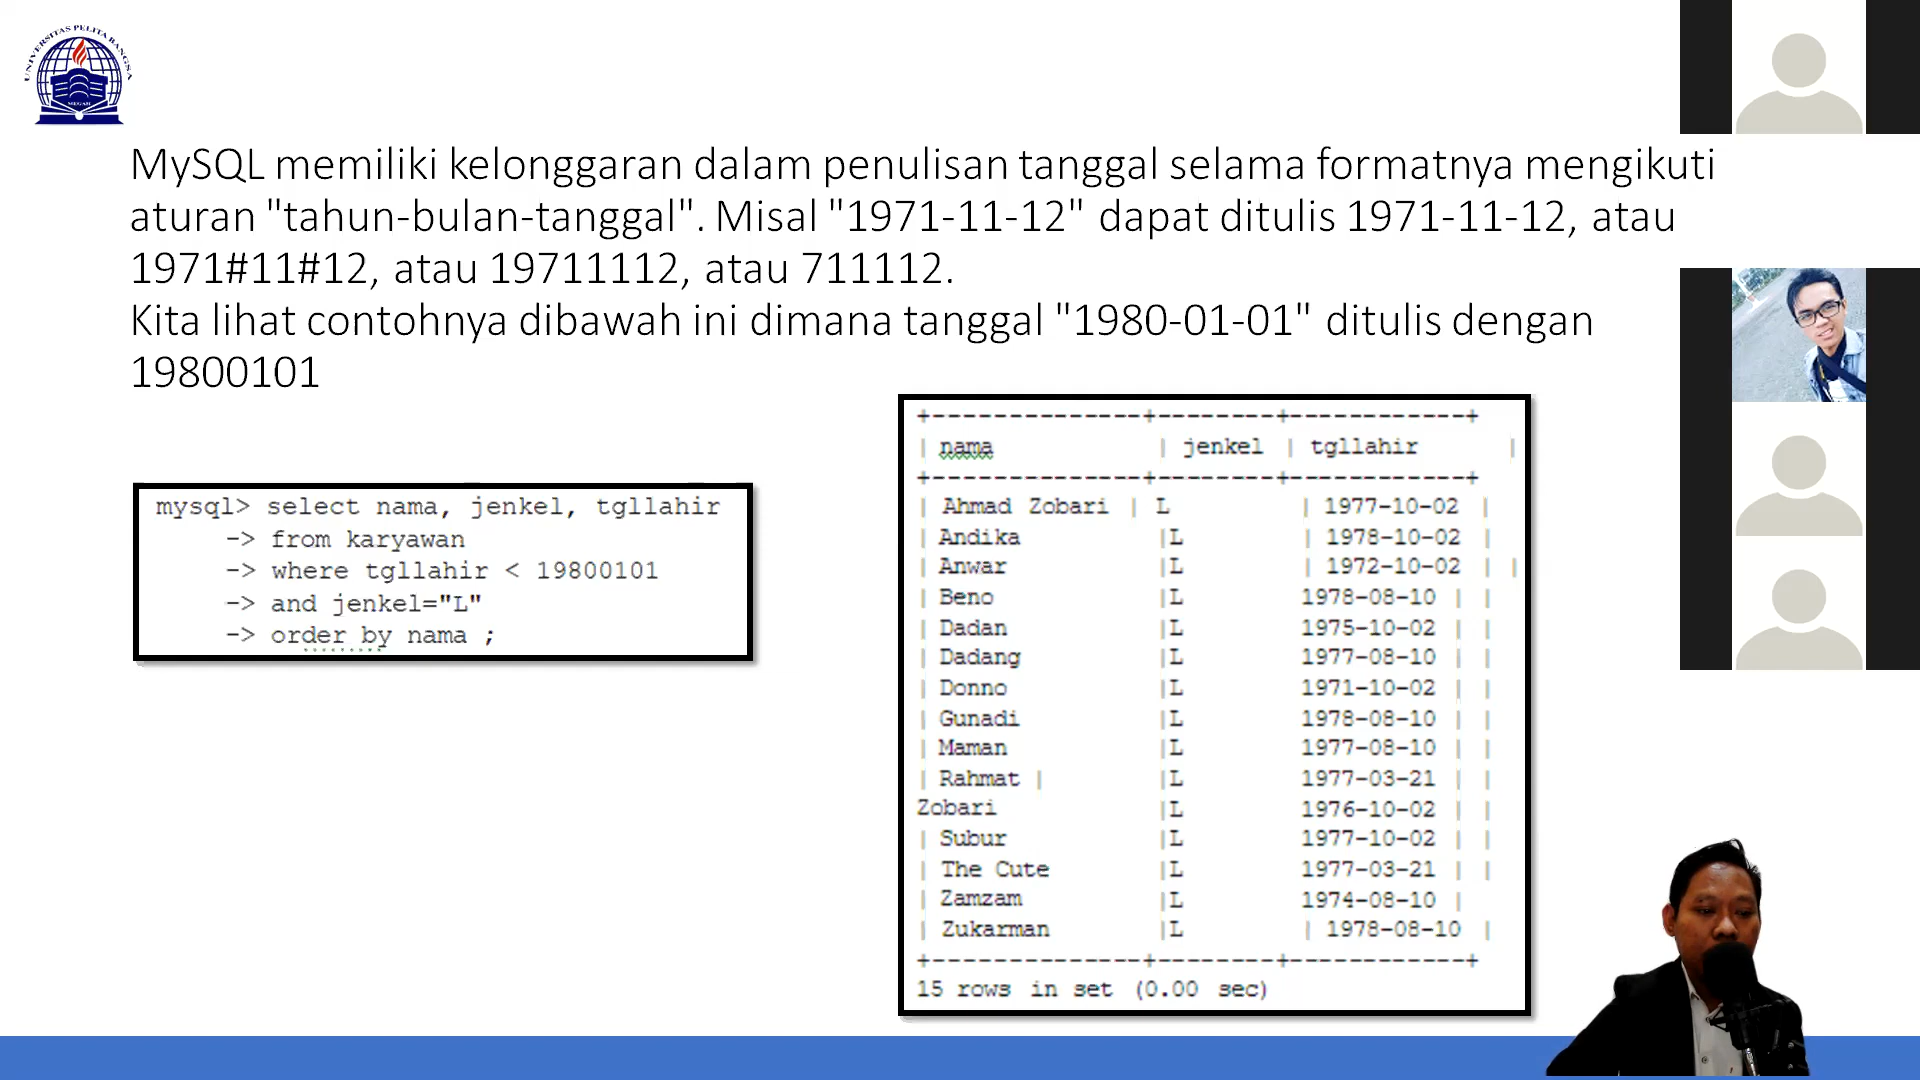 UNIVERSITAS PELITA BANGSA
MySQL memiliki kelonggaran dalam penulisan tanggal selama formatnya mengikuti
aturan "tahun-bulan-tanggal". Misal "1971-11-12" dapat ditulis 1971-11-12, atau
1971#11#12, atau 19711112, atau 711112.
Kita lihat contohnya dibawah ini dimana tanggal "1980-01-01" ditulis dengan
19800101
mysql> select nama, jenkel, tgllahir
-> from karyawan
-> where tgllahir < 19800101
-> and jenkel="L"
-> order by nama ;
+--------------+--------+------------+
| nama | jenkel | tgllahir |
+--------------+--------+------------+
| Ahmad Zobari | L | 1977-10-02 |
| Andika |L | 1978-10-02 |
| Anwar |L | 1972-10-02 | |
| Beno |L 1978-08-10 | |
| Dadan |L 1975-10-02 | |
| Dadang |L 1977-08-10 | |
| Donno |L 1971-10-02 | |
| Gunadi |L 1978-08-10 | |
| Maman |L 1977-08-10 | |
| Rahmat | |L 1977-03-21 | |
Zobari |L 1976-10-02 | |
| Subur |L 1977-10-02 | |
| The Cute |L 1977-03-21 | |
| Zamzam |L 1974-08-10 |
| Zukarman |L | 1978-08-10 |
+--------------+--------+------------+
15 rows in set (0.00 sec)